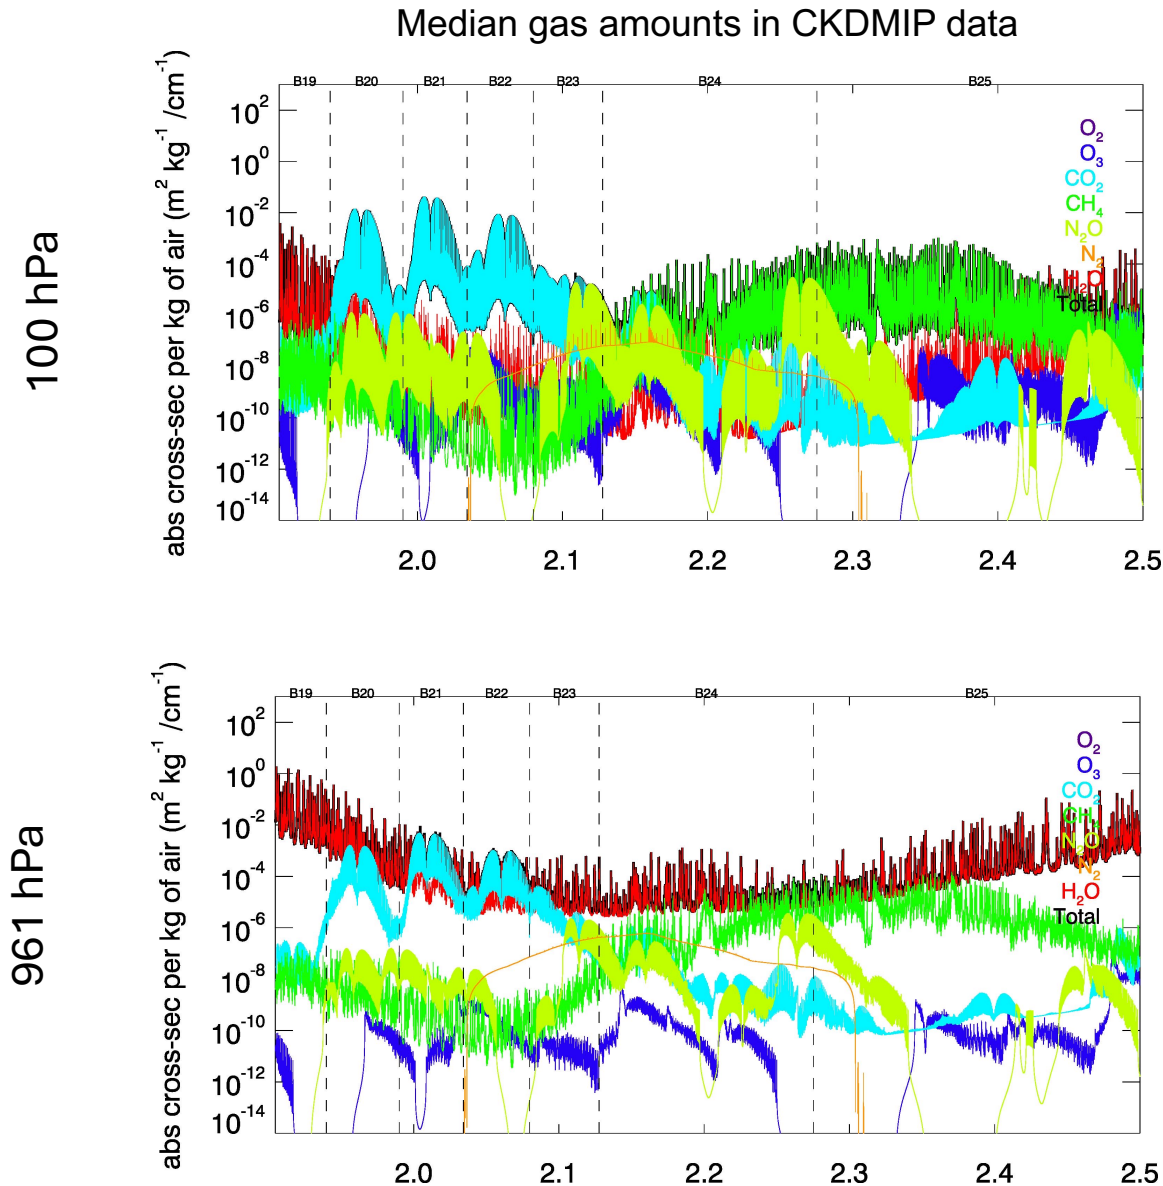 Median gas amounts in CKDMIP data
100 hPa
abs cross-sec per kg of air (m² kg⁻¹ /cm⁻¹)
B19 B20 B21 B22 B23 B24 B25
10²
10⁰
10⁻²
10⁻⁴
10⁻⁶
10⁻⁸
10⁻¹⁰
10⁻¹²
10⁻¹⁴
O₂
O₃
CO₂
CH₄
N₂O
N₂
H₂O
Total
2.0 2.1 2.2 2.3 2.4 2.5
961 hPa
abs cross-sec per kg of air (m² kg⁻¹ /cm⁻¹)
B19 B20 B21 B22 B23 B24 B25
10²
10⁰
10⁻²
10⁻⁴
10⁻⁶
10⁻⁸
10⁻¹⁰
10⁻¹²
10⁻¹⁴
O₂
O₃
CO₂
CH₄
N₂O
N₂
H₂O
Total
2.0 2.1 2.2 2.3 2.4 2.5